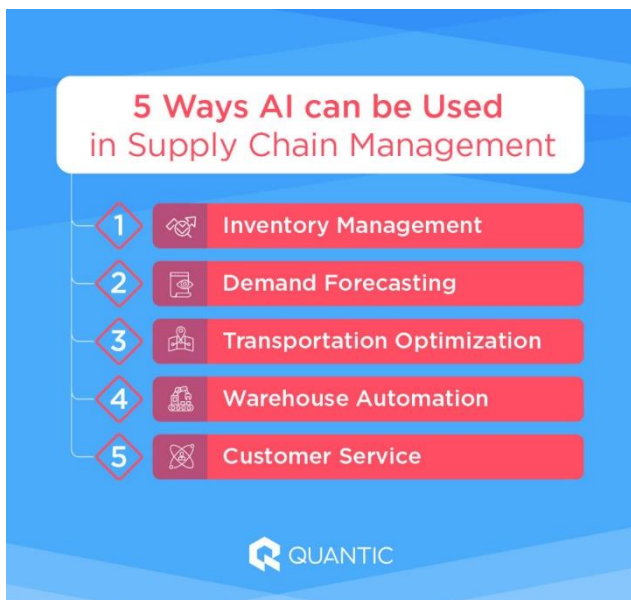 5 Ways AI can be Used
in Supply Chain Management
1 Inventory Management
2 Demand Forecasting
3 Transportation Optimization
4 Warehouse Automation
5 Customer Service
QUANTIC